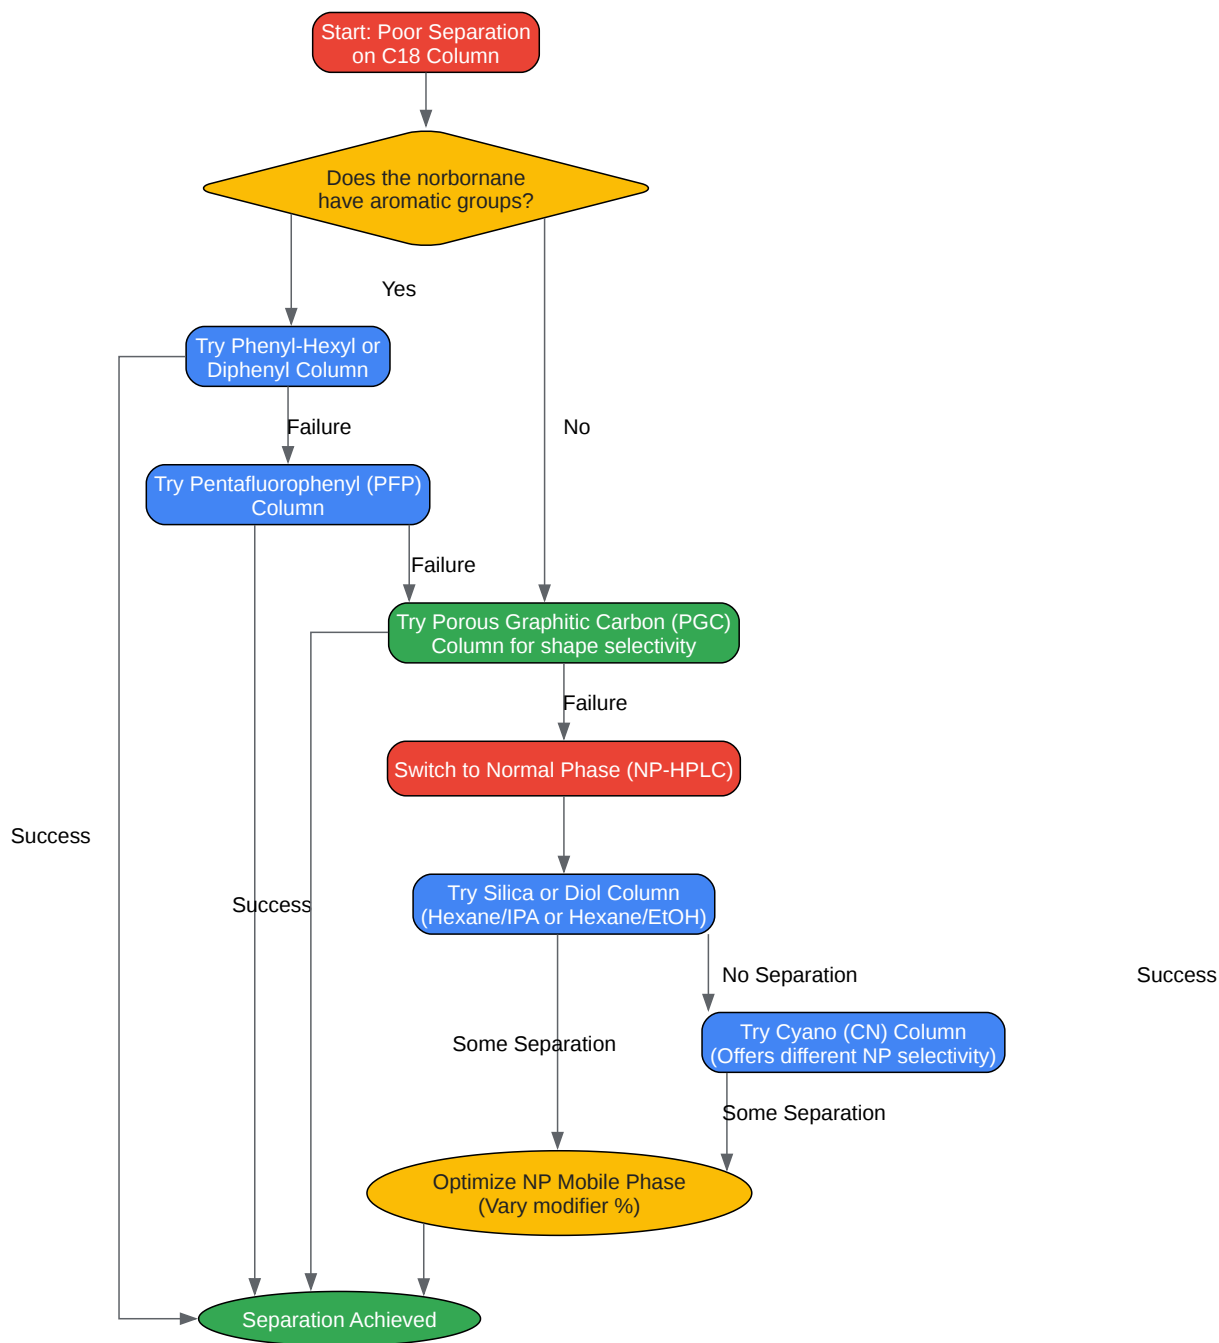 Start: Poor Separation
on C18 Column
Does the norbornane
have aromatic groups?
Yes
Try Phenyl-Hexyl or
Diphenyl Column
Failure
No
Try Pentafluorophenyl (PFP)
Column
Failure
Try Porous Graphitic Carbon (PGC)
Column for shape selectivity
Failure
Switch to Normal Phase (NP-HPLC)
Success
Try Silica or Diol Column
(Hexane/IPA or Hexane/EtOH)
Success
No Separation
Success
Try Cyano (CN) Column
(Offers different NP selectivity)
Some Separation
Some Separation
Optimize NP Mobile Phase
(Vary modifier %)
Separation Achieved